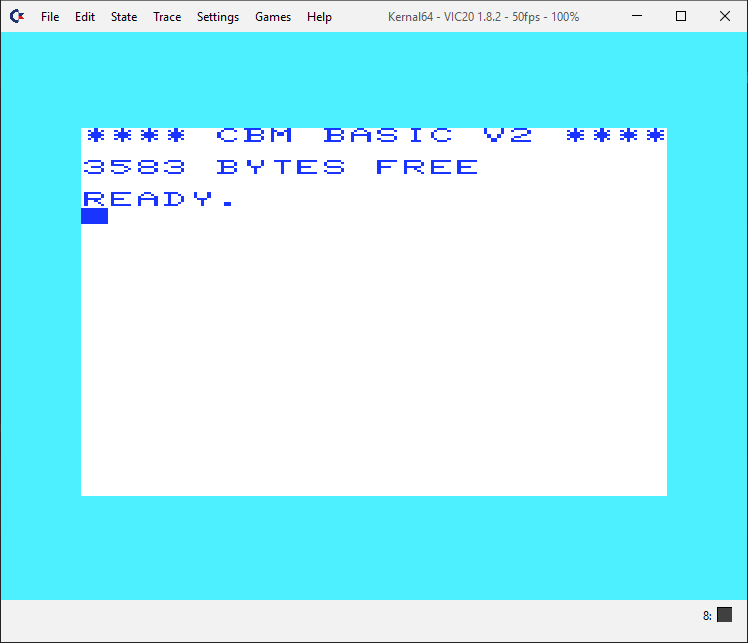 File Edit State Trace Settings Games Help Kernal64 - VIC20 1.8.2 - 50fps - 100%
**** CBM BASIC V2 ****
3583 BYTES FREE
READY.
8: